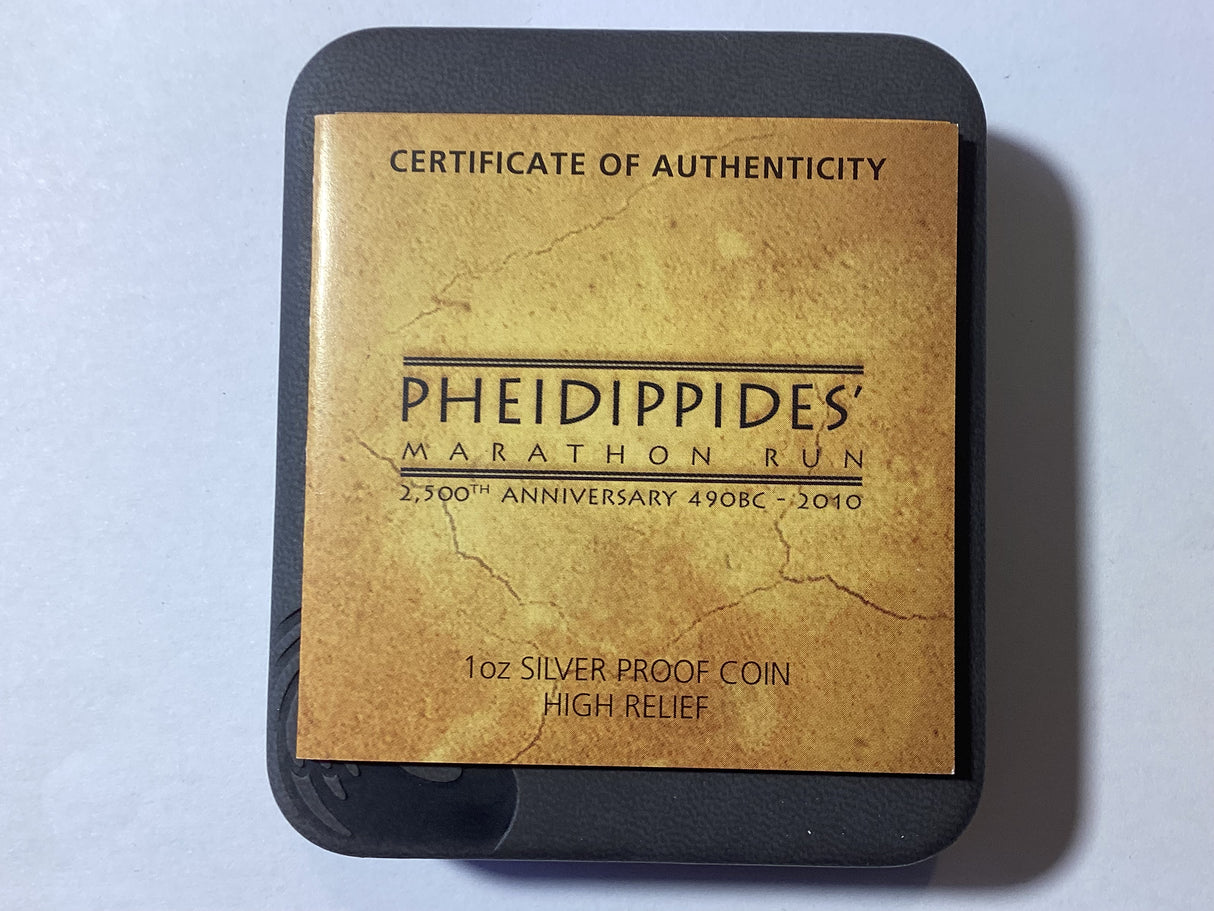 CERTIFICATE OF AUTHENTICITY
PHEIDIPPIDES'
MARATHON RUN
2,500TH ANNIVERSARY 490BC - 2010
1oz SILVER PROOF COIN
HIGH RELIEF